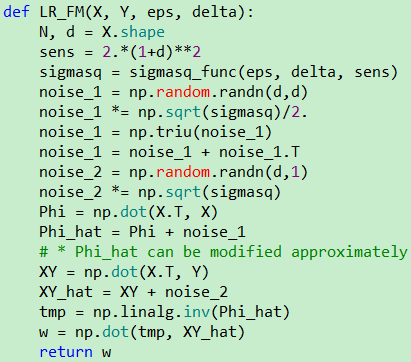 def LR_FM(X, Y, eps, delta):
    N, d = X.shape
    sens = 2.*(1+d)**2
    sigmasq = sigmasq_func(eps, delta, sens)
    noise_1 = np.random.randn(d,d)
    noise_1 *= np.sqrt(sigmasq)/2.
    noise_1 = np.triu(noise_1)
    noise_1 = noise_1 + noise_1.T
    noise_2 = np.random.randn(d,1)
    noise_2 *= np.sqrt(sigmasq)
    Phi = np.dot(X.T, X)
    Phi_hat = Phi + noise_1
    # * Phi_hat can be modified approximately
    XY = np.dot(X.T, Y)
    XY_hat = XY + noise_2
    tmp = np.linalg.inv(Phi_hat)
    w = np.dot(tmp, XY_hat)
    return w